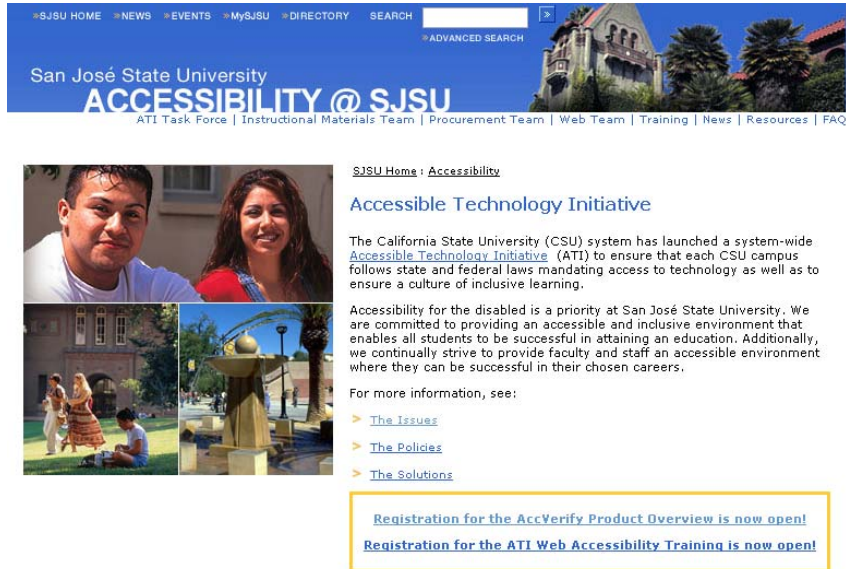 »SJSU HOME »NEWS »EVENTS »MySJSU »DIRECTORY SEARCH »
»ADVANCED SEARCH
San José State University
ACCESSIBILITY @ SJSU
ATI Task Force | Instructional Materials Team | Procurement Team | Web Team | Training | News | Resources | FAQ
SJSU Home : Accessibility
Accessible Technology Initiative
The California State University (CSU) system has launched a system-wide
Accessible Technology Initiative (ATI) to ensure that each CSU campus
follows state and federal laws mandating access to technology as well as to
ensure a culture of inclusive learning.
Accessibility for the disabled is a priority at San José State University. We
are committed to providing an accessible and inclusive environment that
enables all students to be successful in attaining an education. Additionally,
we continually strive to provide faculty and staff an accessible environment
where they can be successful in their chosen careers.
For more information, see:
> The Issues
> The Policies
> The Solutions
Registration for the AccVerify Product Overview is now open!
Registration for the ATI Web Accessibility Training is now open!